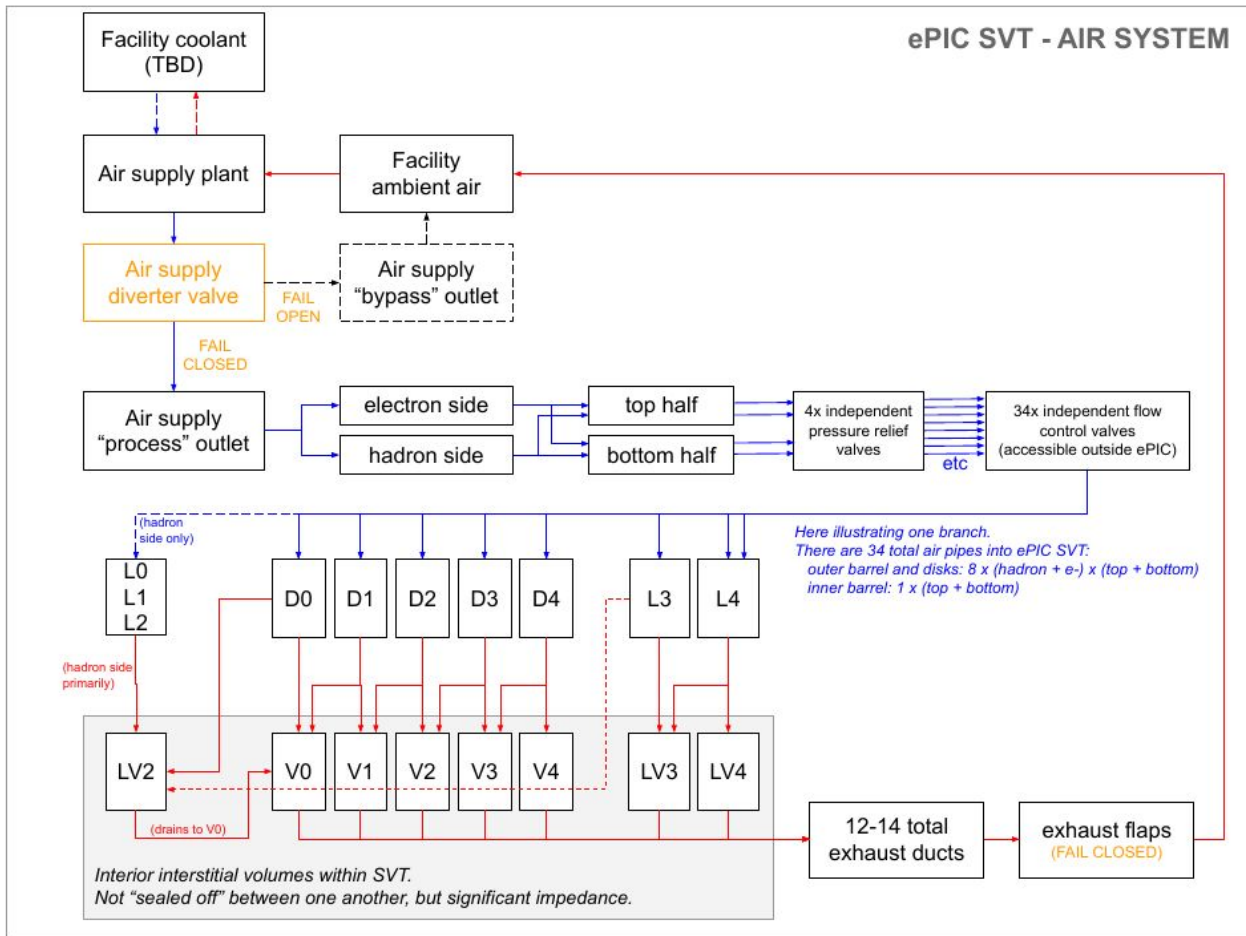 ePIC SVT - AIR SYSTEM
Facility coolant
(TBD)
Air supply plant
Facility
ambient air
Air supply
diverter valve
FAIL
OPEN
Air supply
“bypass” outlet
FAIL
CLOSED
Air supply
“process” outlet
electron side
hadron side
top half
bottom half
4x independent
pressure relief
valves
etc
34x independent flow
control valves
(accessible outside ePIC)
(hadron
side only)
Here illustrating one branch.
There are 34 total air pipes into ePIC SVT:
outer barrel and disks: 8 x (hadron + e-) x (top + bottom)
inner barrel: 1 x (top + bottom)
L0
L1
L2
D0
D1
D2
D3
D4
L3
L4
(hadron side
primarily)
LV2
V0
V1
V2
V3
V4
LV3
LV4
(drains to V0)
12-14 total
exhaust ducts
exhaust flaps
(FAIL CLOSED)
Interior interstitial volumes within SVT.
Not “sealed off” between one another, but significant impedance.